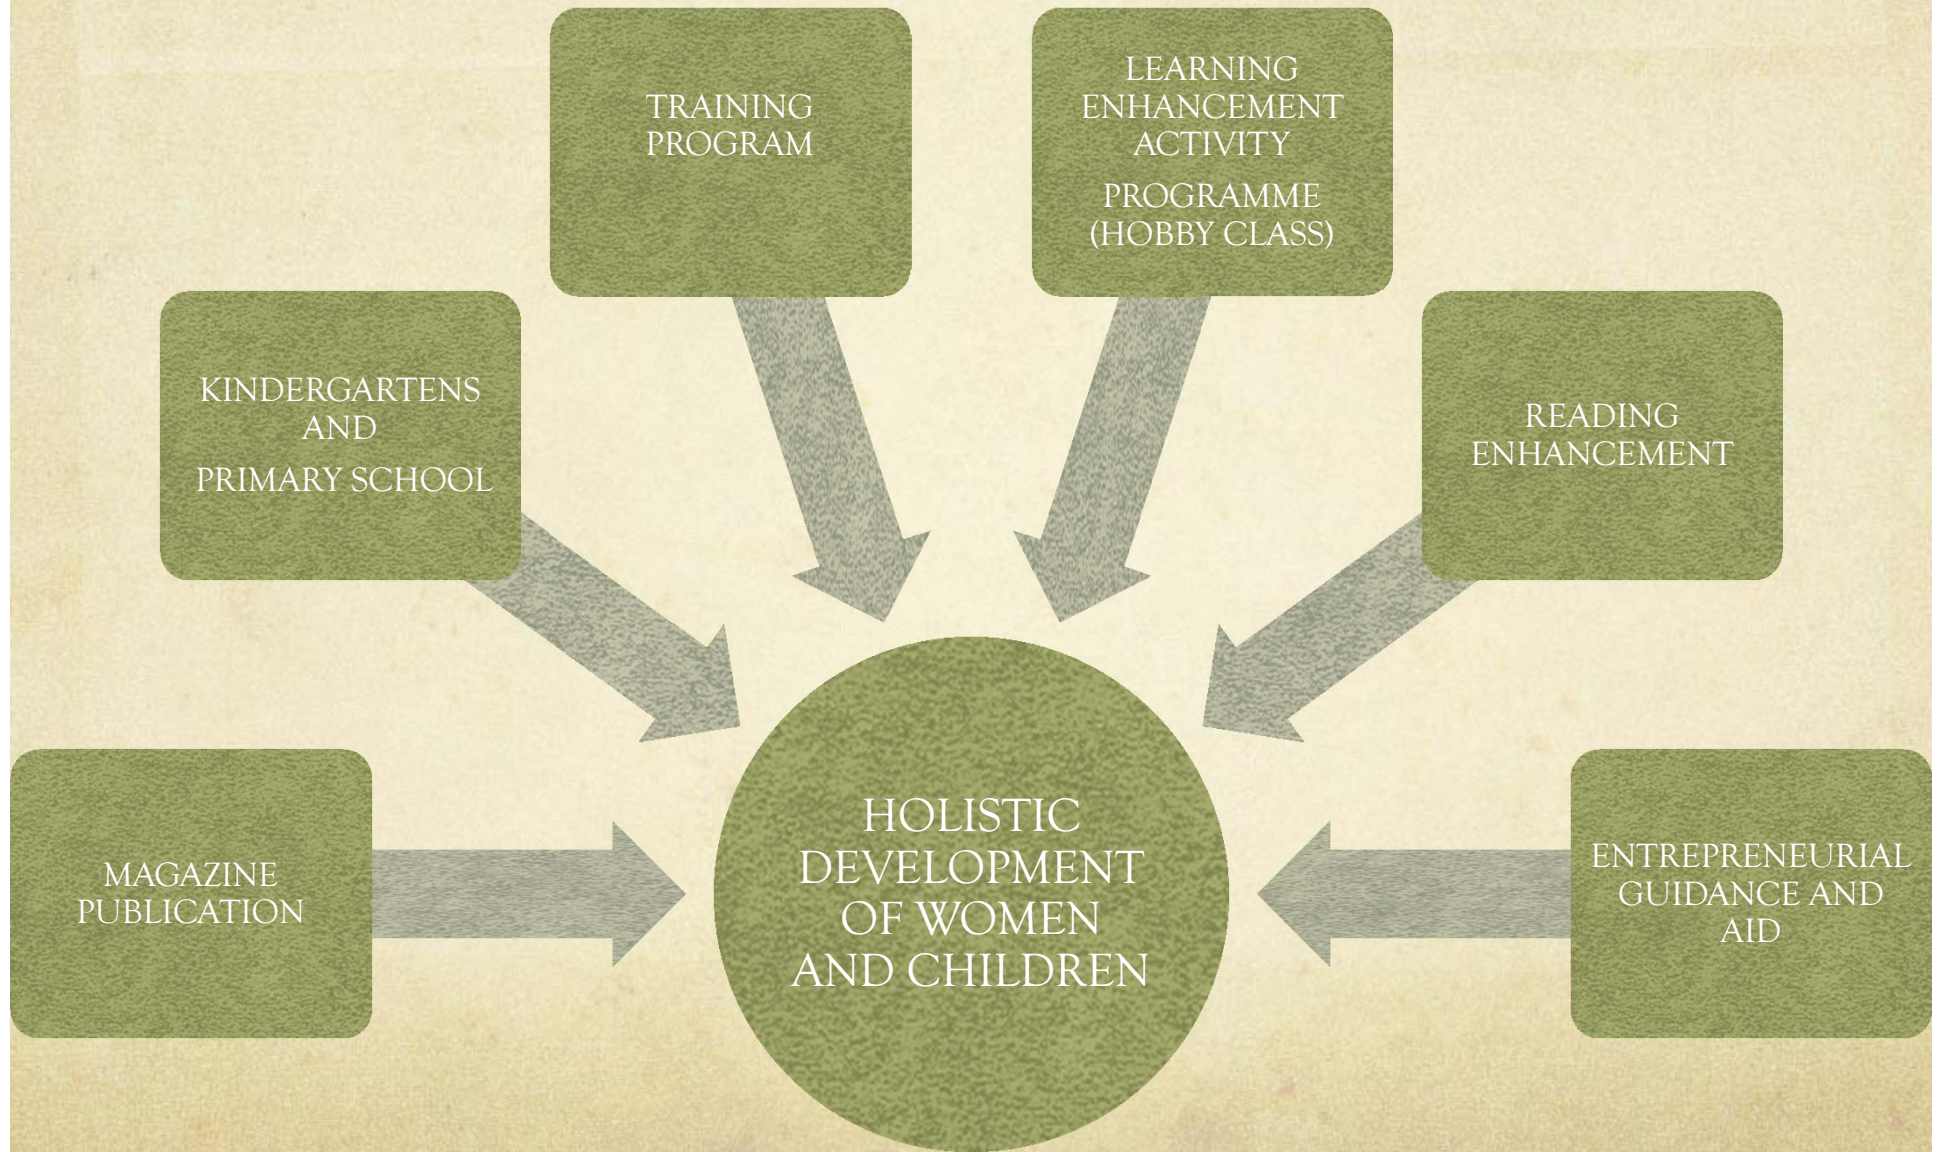 TRAINING
PROGRAM
LEARNING
ENHANCEMENT
ACTIVITY
PROGRAMME
(HOBBY CLASS)
KINDERGARTENS
AND
PRIMARY SCHOOL
READING
ENHANCEMENT
MAGAZINE
PUBLICATION
HOLISTIC
DEVELOPMENT
OF WOMEN
AND CHILDREN
ENTREPRENEURIAL
GUIDANCE AND
AID